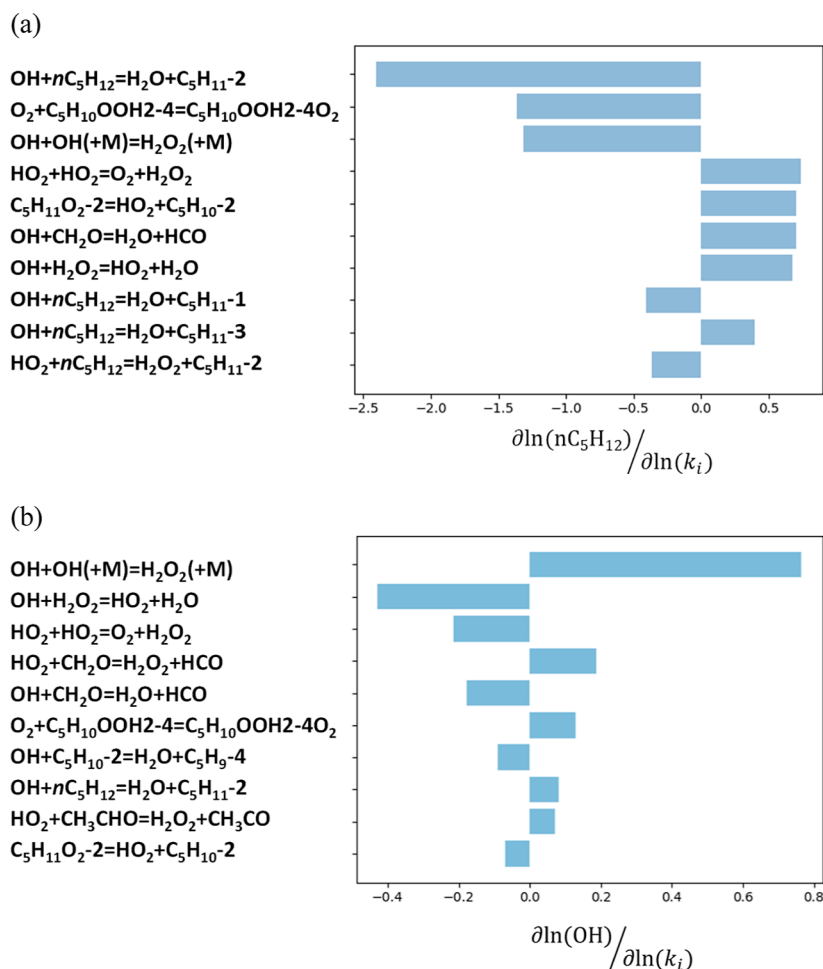 (a)
OH+nC₅H₁₂=H₂O+C₅H₁₁-2
O₂+C₅H₁₀OOH2-4=C₅H₁₀OOH2-4O₂
OH+OH(+M)=H₂O₂(+M)
HO₂+HO₂=O₂+H₂O₂
C₅H₁₁O₂-2=HO₂+C₅H₁₀-2
OH+CH₂O=H₂O+HCO
OH+H₂O₂=HO₂+H₂O
OH+nC₅H₁₂=H₂O+C₅H₁₁-1
OH+nC₅H₁₂=H₂O+C₅H₁₁-3
HO₂+nC₅H₁₂=H₂O₂+C₅H₁₁-2
−2.5 −2.0 −1.5 −1.0 −0.5 0.0 0.5
∂ln(nC₅H₁₂)/∂ln(kᵢ)
(b)
OH+OH(+M)=H₂O₂(+M)
OH+H₂O₂=HO₂+H₂O
HO₂+HO₂=O₂+H₂O₂
HO₂+CH₂O=H₂O₂+HCO
OH+CH₂O=H₂O+HCO
O₂+C₅H₁₀OOH2-4=C₅H₁₀OOH2-4O₂
OH+C₅H₁₀-2=H₂O+C₅H₉-4
OH+nC₅H₁₂=H₂O+C₅H₁₁-2
HO₂+CH₃CHO=H₂O₂+CH₃CO
C₅H₁₁O₂-2=HO₂+C₅H₁₀-2
−0.4 −0.2 0.0 0.2 0.4 0.6 0.8
∂ln(OH)/∂ln(kᵢ)